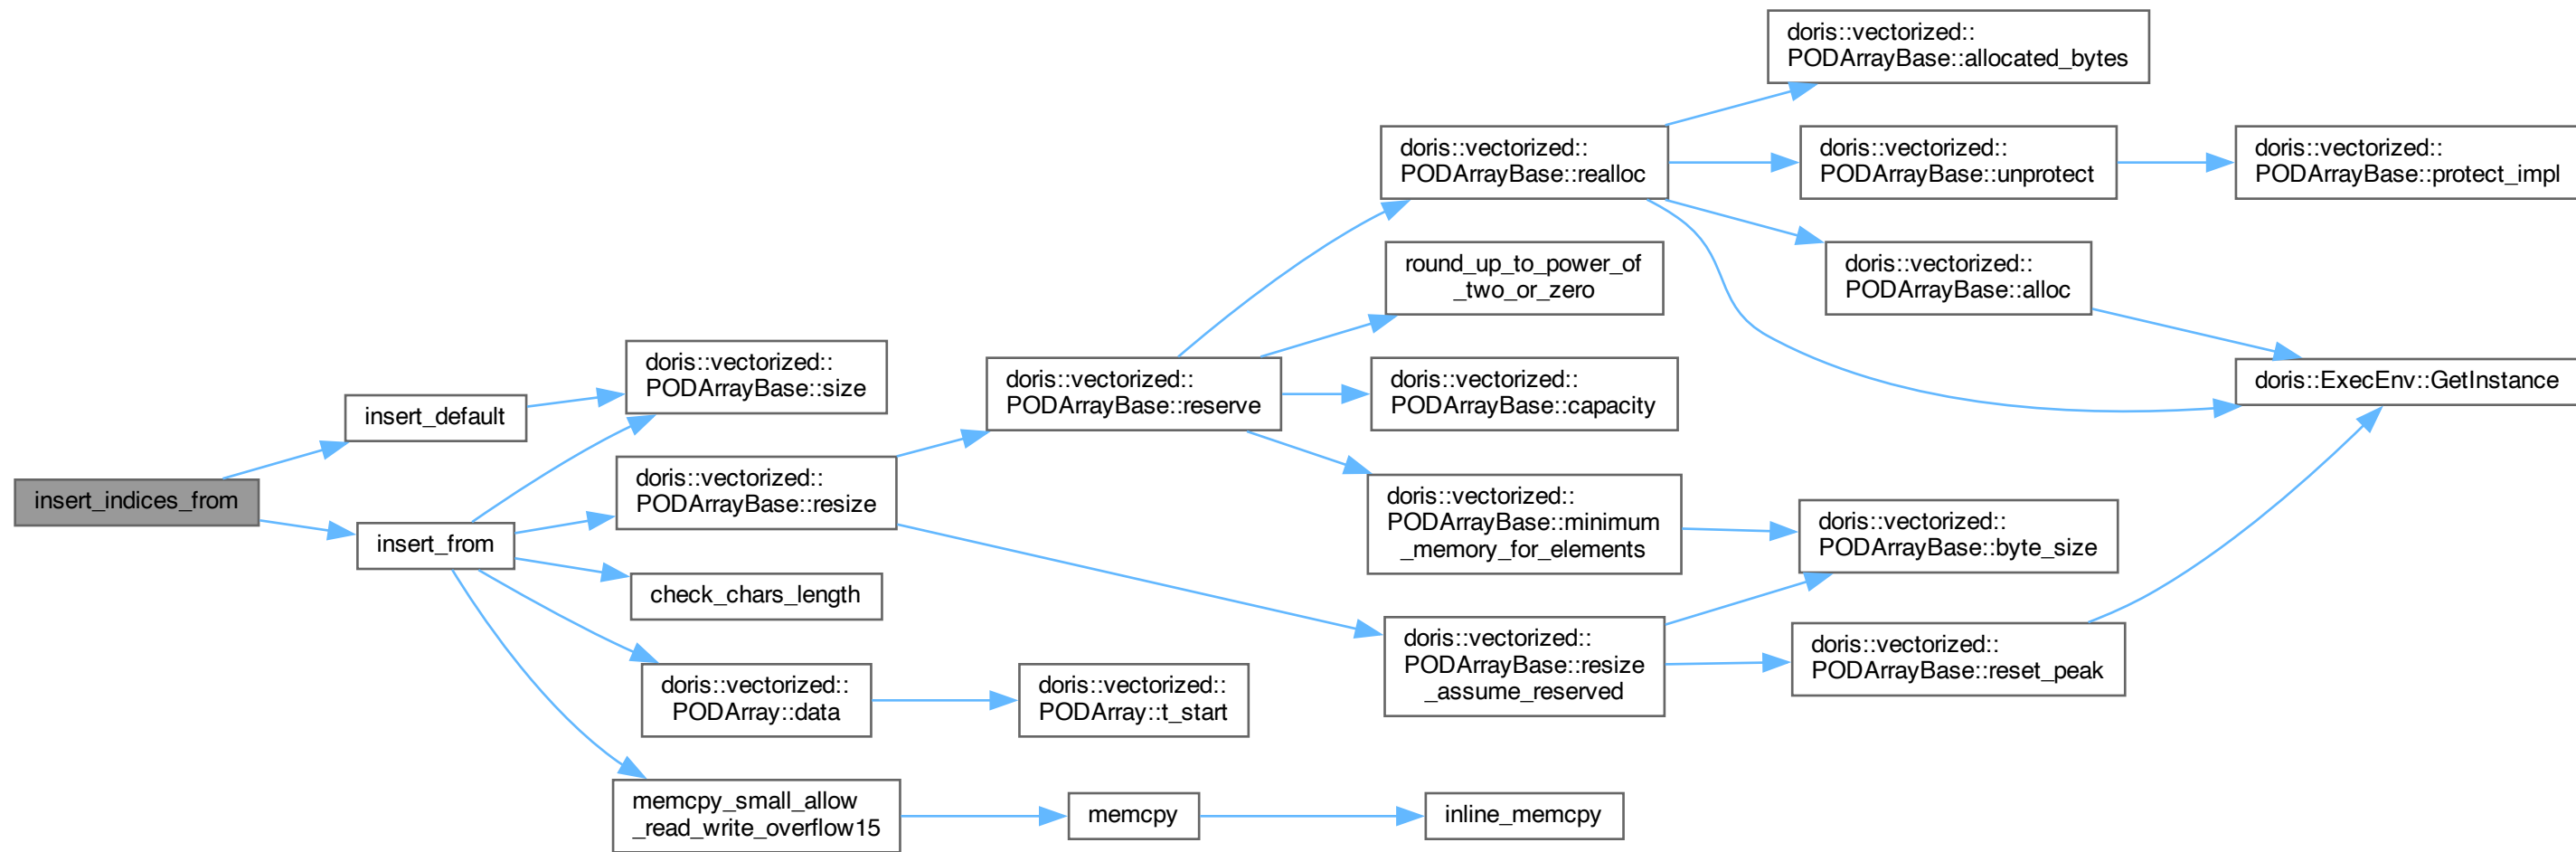 insert_indices_from
insert_default
insert_from
doris::vectorized::
PODArrayBase::size
doris::vectorized::
PODArrayBase::resize
check_chars_length
doris::vectorized::
PODArray::data
memcpy_small_allow
_read_write_overflow15
doris::vectorized::
PODArrayBase::reserve
doris::vectorized::
PODArray::t_start
memcpy
doris::vectorized::
PODArrayBase::realloc
round_up_to_power_of
_two_or_zero
doris::vectorized::
PODArrayBase::capacity
doris::vectorized::
PODArrayBase::minimum
_memory_for_elements
doris::vectorized::
PODArrayBase::resize
_assume_reserved
inline_memcpy
doris::vectorized::
PODArrayBase::allocated_bytes
doris::vectorized::
PODArrayBase::unprotect
doris::vectorized::
PODArrayBase::alloc
doris::vectorized::
PODArrayBase::byte_size
doris::vectorized::
PODArrayBase::reset_peak
doris::vectorized::
PODArrayBase::protect_impl
doris::ExecEnv::GetInstance